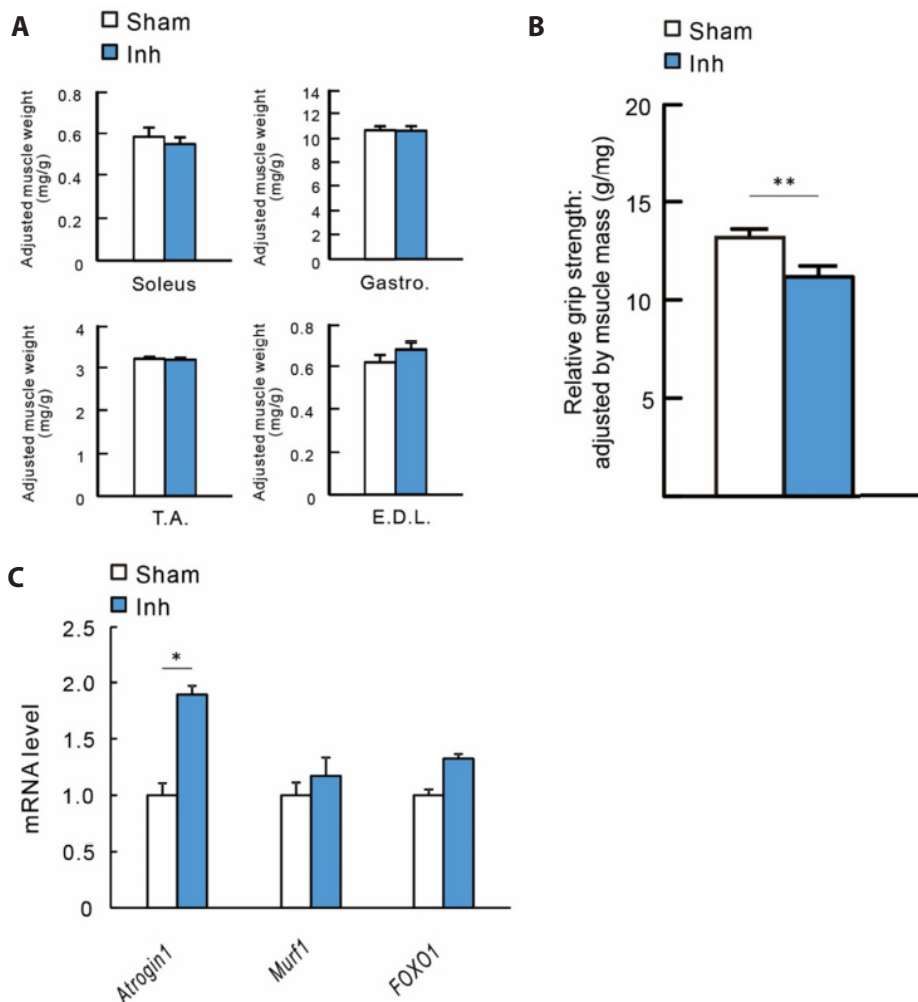 A
Sham
Inh
Adjusted muscle weight
(mg/g)
0.8
0.6
0.4
0.2
0
Soleus
Adjusted muscle weight
(mg/g)
14
12
10
8
6
4
2
0
Gastro.
Adjusted muscle weight
(mg/g)
4
3
2
1
0
T.A.
Adjusted muscle weight
(mg/g)
0.8
0.6
0.4
0.2
0
E.D.L.
B
Sham
Inh
Relative grip strength:
adjusted by msucle mass (g/mg)
20
15
10
5
**
C
Sham
Inh
mRNA level
2.5
2.0
1.5
1.0
0.5
0
*
Atrogin1
Murf1
FOXO1